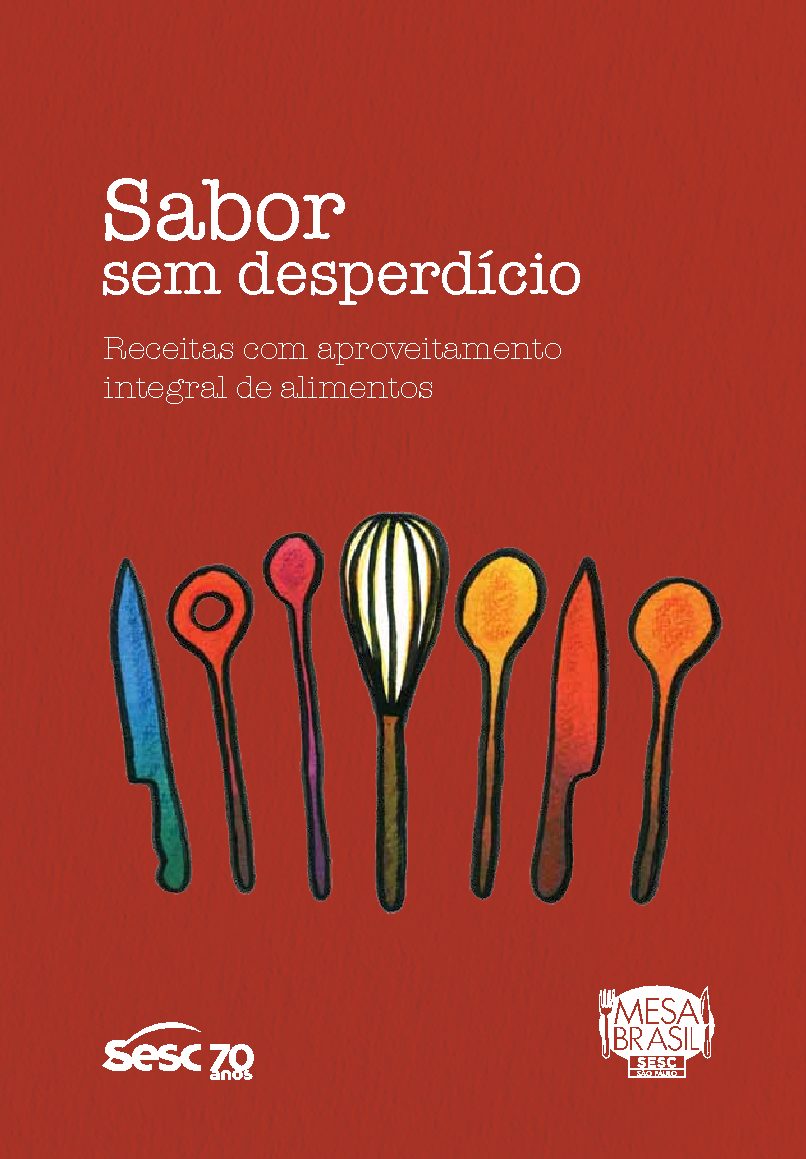 Sabor
sem desperdício
Receitas com aproveitamento
integral de alimentos
sesc 70
anos
MESA
BRASIL
SESC
SÃO PAULO